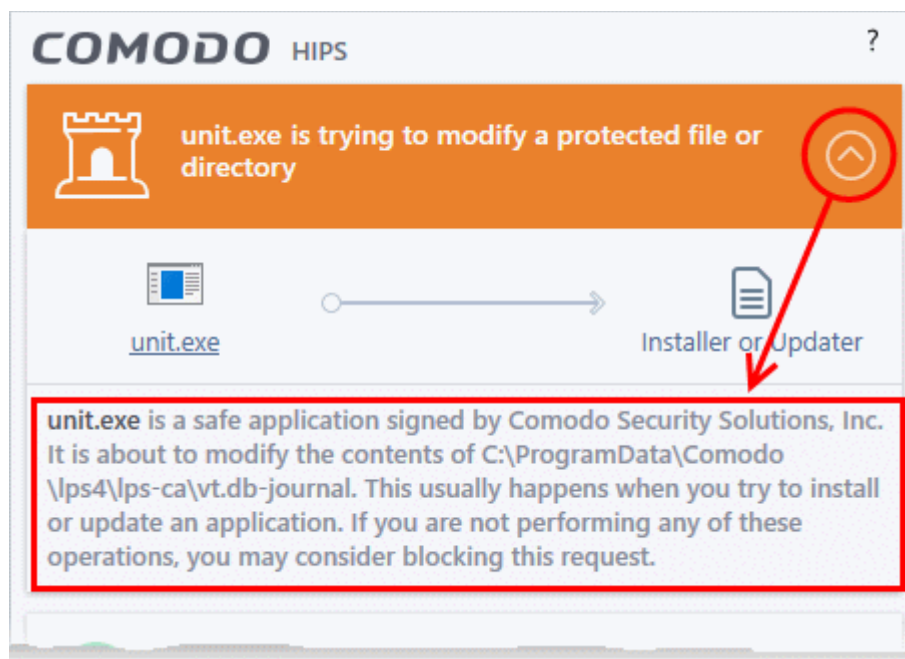 COMODO HIPS ?
unit.exe is trying to modify a protected file or
directory
unit.exe
Installer or Updater
unit.exe is a safe application signed by Comodo Security Solutions, Inc.
It is about to modify the contents of C:\ProgramData\Comodo
\lps4\lps-ca\vt.db-journal. This usually happens when you try to install
or update an application. If you are not performing any of these
operations, you may consider blocking this request.